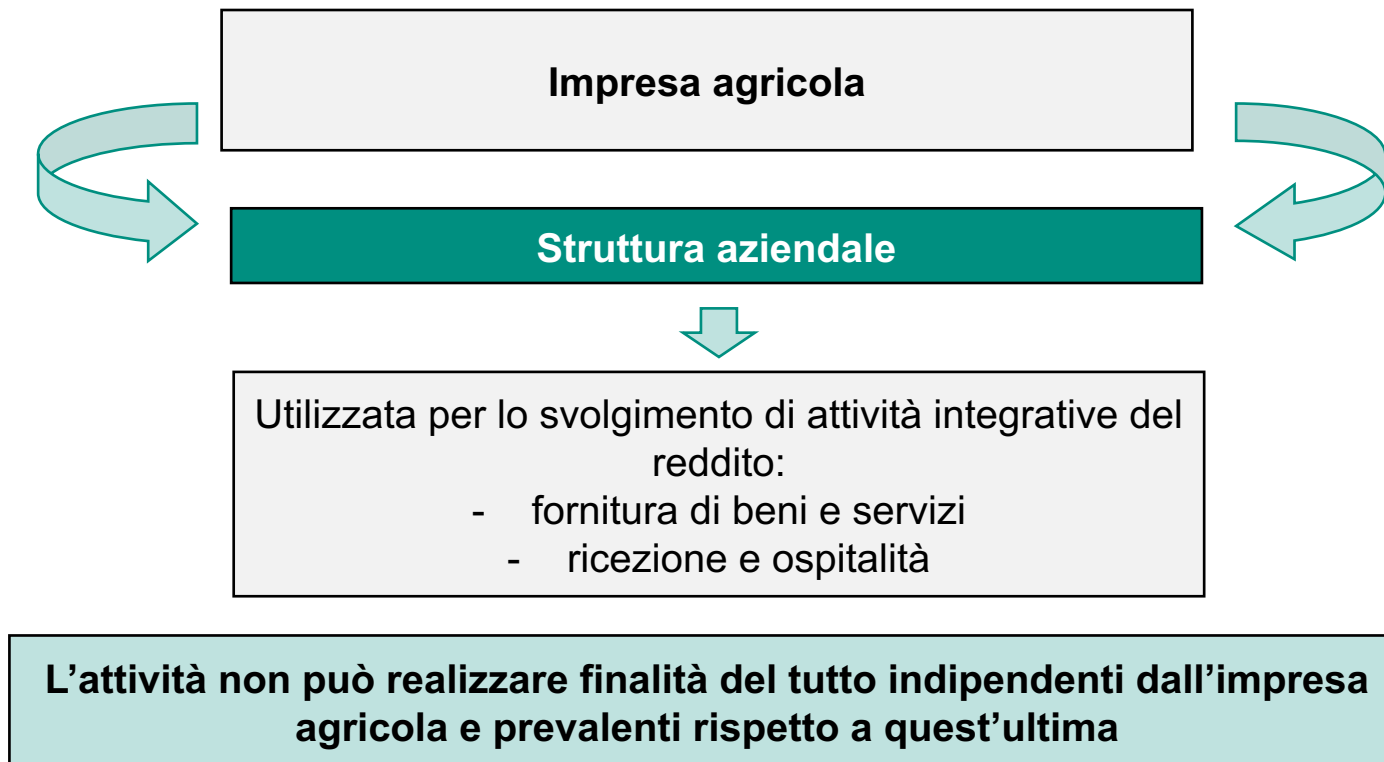 Impresa agricola
Struttura aziendale
Utilizzata per lo svolgimento di attività integrative del
reddito:
- fornitura di beni e servizi
- ricezione e ospitalità
L’attività non può realizzare finalità del tutto indipendenti dall’impresa
agricola e prevalenti rispetto a quest’ultima